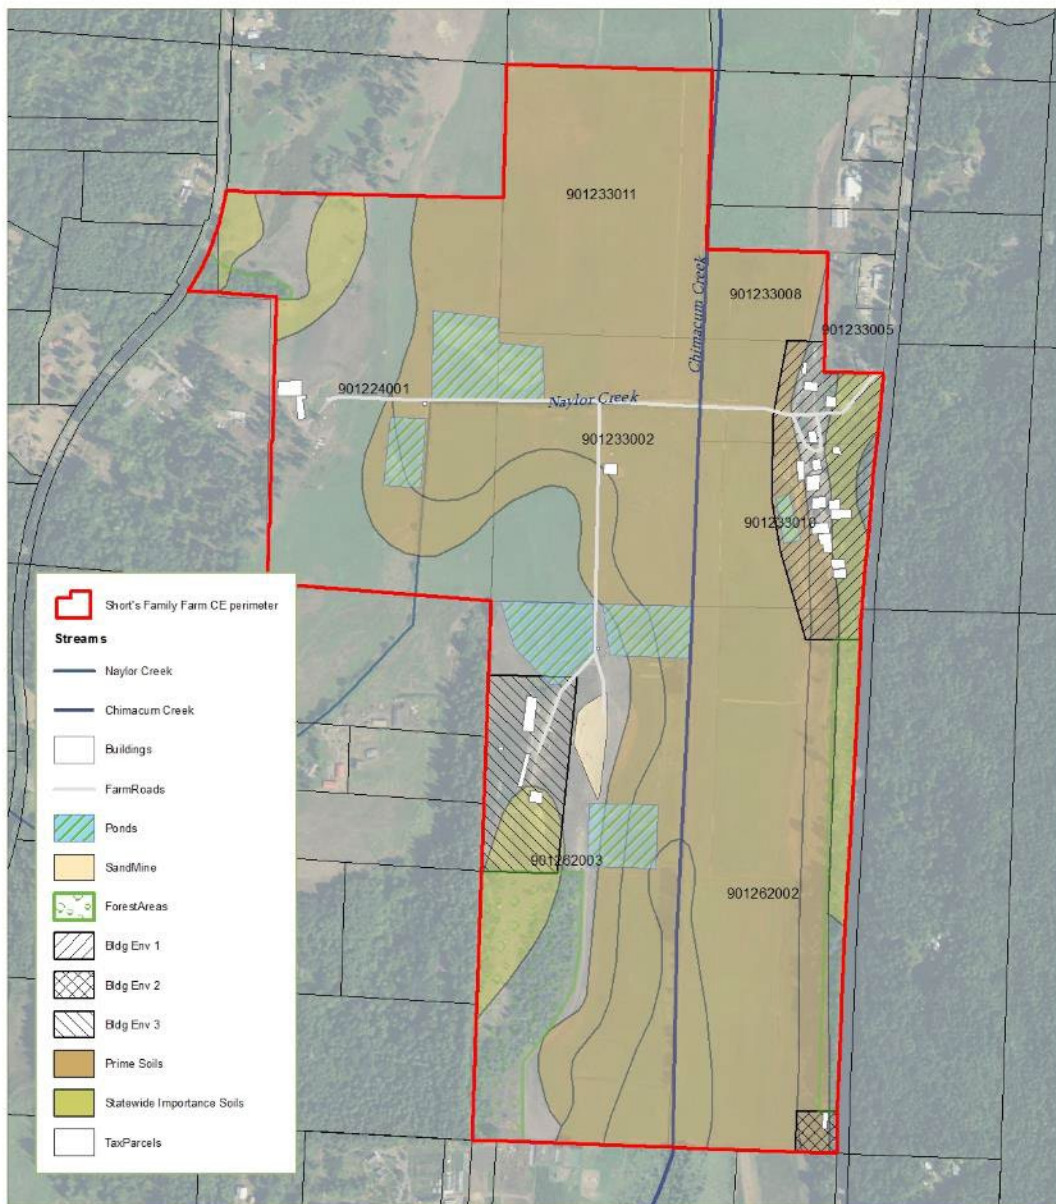 901233011
901233008
Chimacum Creek
901233005
901224001
Naylor Creek
901233002
901233010
901262003
901262002
Short's Family Farm CE perimeter
Streams
Naylor Creek
Chimacum Creek
Buildings
FarmRoads
Ponds
SandMine
ForestAreas
Bldg Env 1
Bldg Env 2
Bldg Env 3
Prime Soils
Statewide Importance Soils
TaxParcels